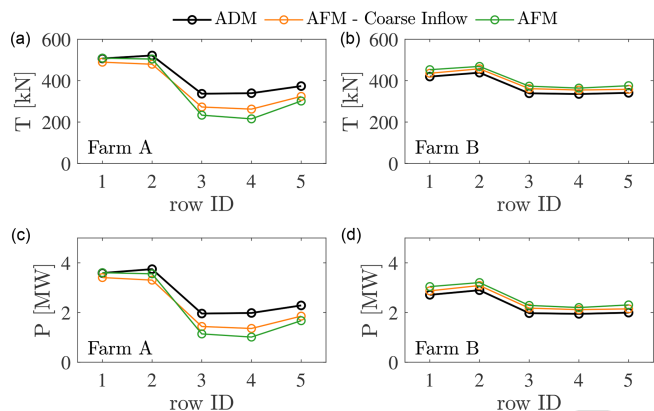 ADM AFM - Coarse Inflow AFM
(a) (b)
600 600
400 400
200 200
0 0
T [kN] T [kN]
Farm A Farm B
1 2 3 4 5 1 2 3 4 5
row ID row ID
(c) (d)
4 4
2 2
0 0
P [MW] P [MW]
Farm A Farm B
1 2 3 4 5 1 2 3 4 5
row ID row ID